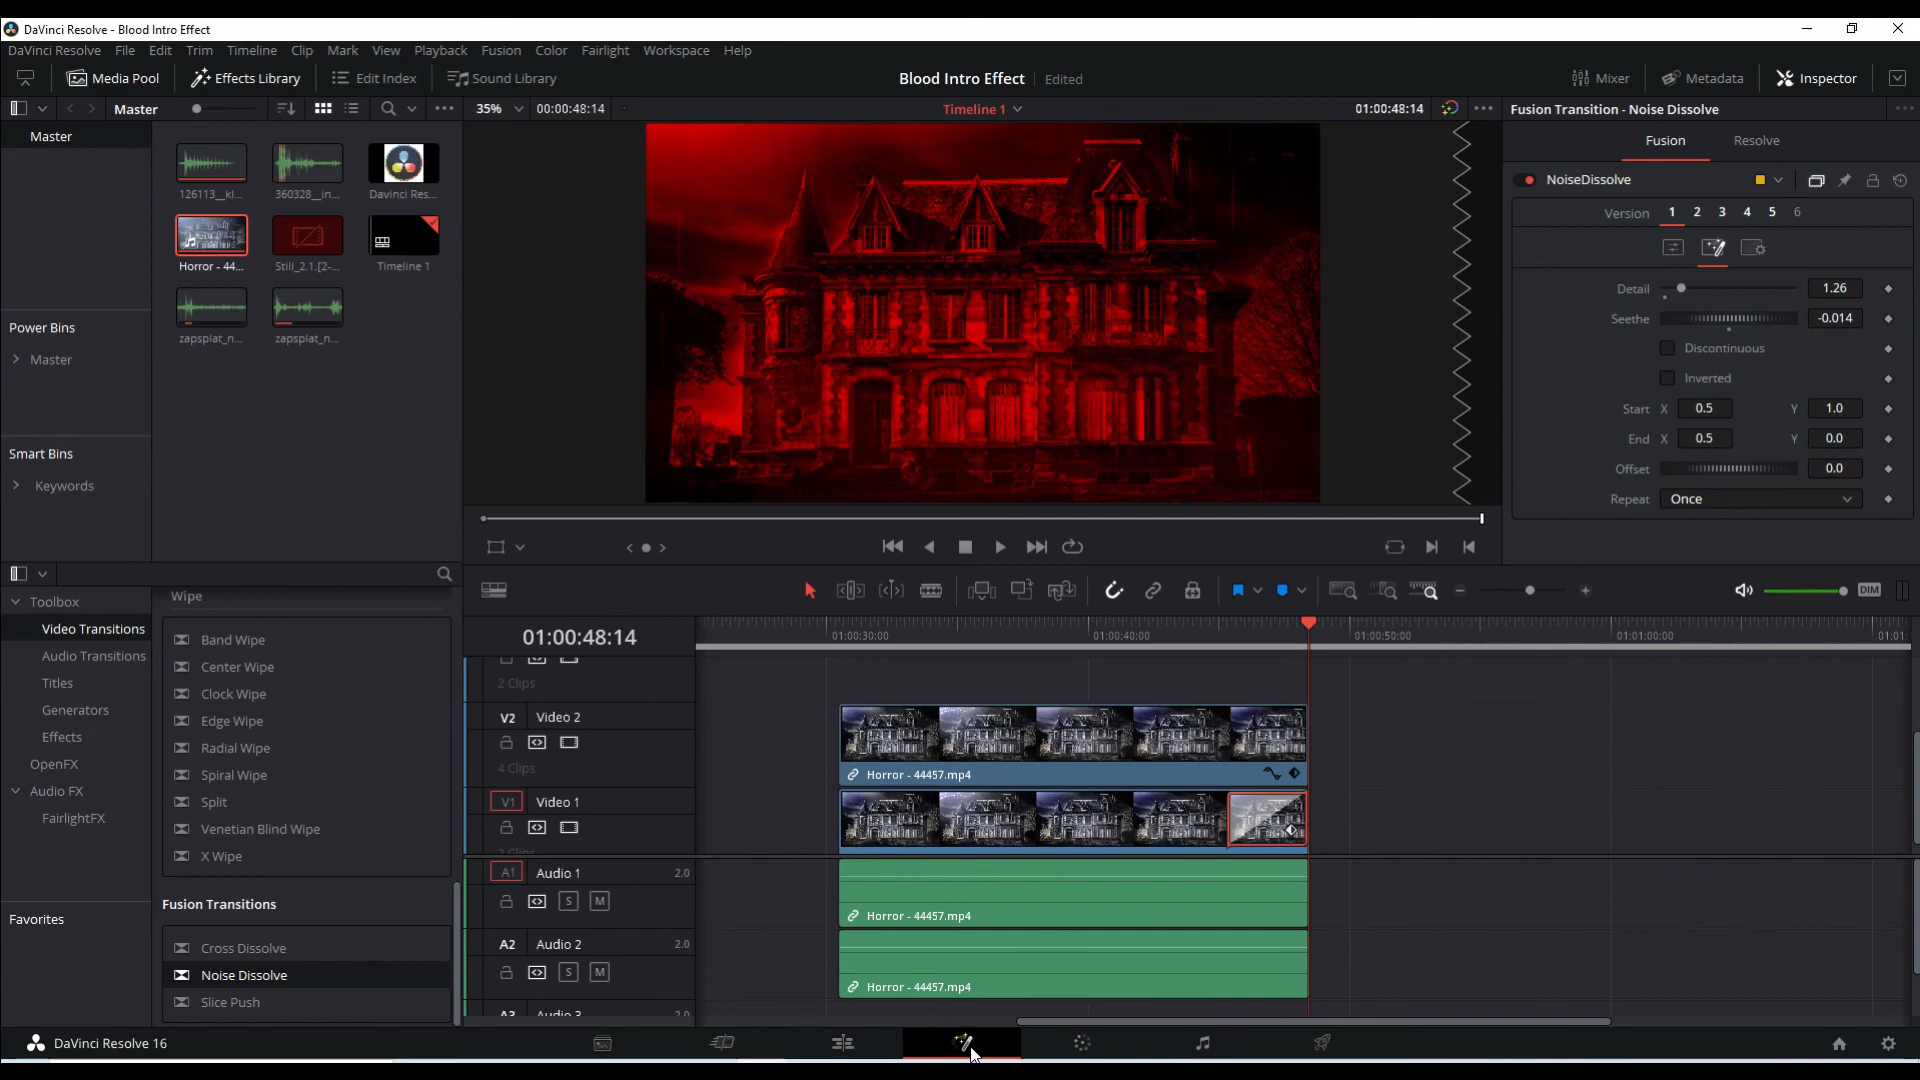 DaVinci Resolve - Blood Intro Effect
DaVinci Resolve File Edit Trim Timeline Clip Mark View Playback Fusion Color Fairlight Workspace Help
Media Pool Effects Library Edit Index Sound Library Blood Intro Effect Edited Mixer Metadata Inspector
Master 35% 00:00:48:14 Timeline 1 01:00:48:14 Fusion Transition - Noise Dissolve
Master
126113__kl...
360328__in...
Davinci Res...
Horror - 44...
Still_2.1.[2-...
Timeline 1
zapsplat_n...
zapsplat_n...
Power Bins
Master
Smart Bins
Keywords
Fusion Resolve
NoiseDissolve
Version 1 2 3 4 5 6
Detail 1.26
Seethe -0.014
Discontinuous
Inverted
Start X 0.5 Y 1.0
End X 0.5 Y 0.0
Offset 0.0
Repeat Once
DIM
Toolbox
Video Transitions
Audio Transitions
Titles
Generators
Effects
OpenFX
Audio FX
FairlightFX
Favorites
Wipe
Band Wipe
Center Wipe
Clock Wipe
Edge Wipe
Radial Wipe
Spiral Wipe
Split
Venetian Blind Wipe
X Wipe
Fusion Transitions
Cross Dissolve
Noise Dissolve
Slice Push
01:00:48:14
01:00:30:00 01:00:40:00 01:00:50:00 01:01:00:00 01:01:
2 Clips
V2 Video 2
4 Clips
Horror - 44457.mp4
V1 Video 1
A1 Audio 1 2.0
S M
Horror - 44457.mp4
A2 Audio 2 2.0
S M
Horror - 44457.mp4
DaVinci Resolve 16